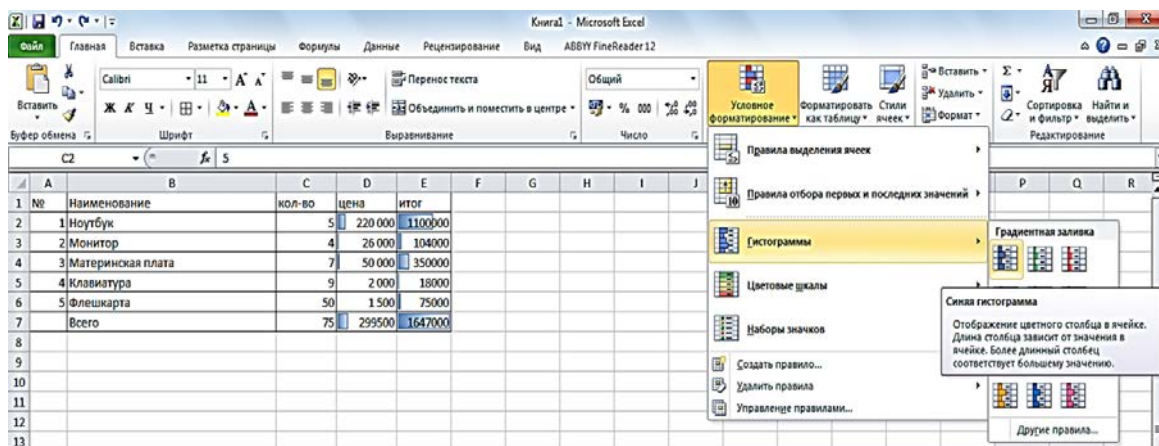 Книга1 - Microsoft Excel
Файл Главная Вставка Разметка страницы Формулы Данные Рецензирование Вид ABBYY FineReader 12
Calibri 11 А А Перенос текста Общий Вставить Σ
Вставить Ж К Ч А Объединить и поместить в центре % 000 Условное форматирование Форматировать как таблицу Стили ячеек Удалить Формат Сортировка и фильтр Найти и выделить
Буфер обмена Шрифт Выравнивание Число Редактирование
C2 fx 5
A B C D E F G H I J P Q R
1 № Наименование кол-во цена итог
2 1 Ноутбук 5 220 000 1100000
3 2 Монитор 4 26 000 104000
4 3 Материнская плата 7 50 000 350000
5 4 Клавиатура 9 2 000 18000
6 5 Флешкарта 50 1 500 75000
7 Всего 75 299500 1647000
8
9
10
11
12
13
Правила выделения ячеек
Правила отбора первых и последних значений
Гистограммы
Цветовые шкалы
Наборы значков
Создать правило...
Удалить правила
Управление правилами...
Градиентная заливка
Синяя гистограмма
Отображение цветного столбца в ячейке.
Длина столбца зависит от значения в
ячейке. Более длинный столбец
соответствует большему значению.
Другие правила...